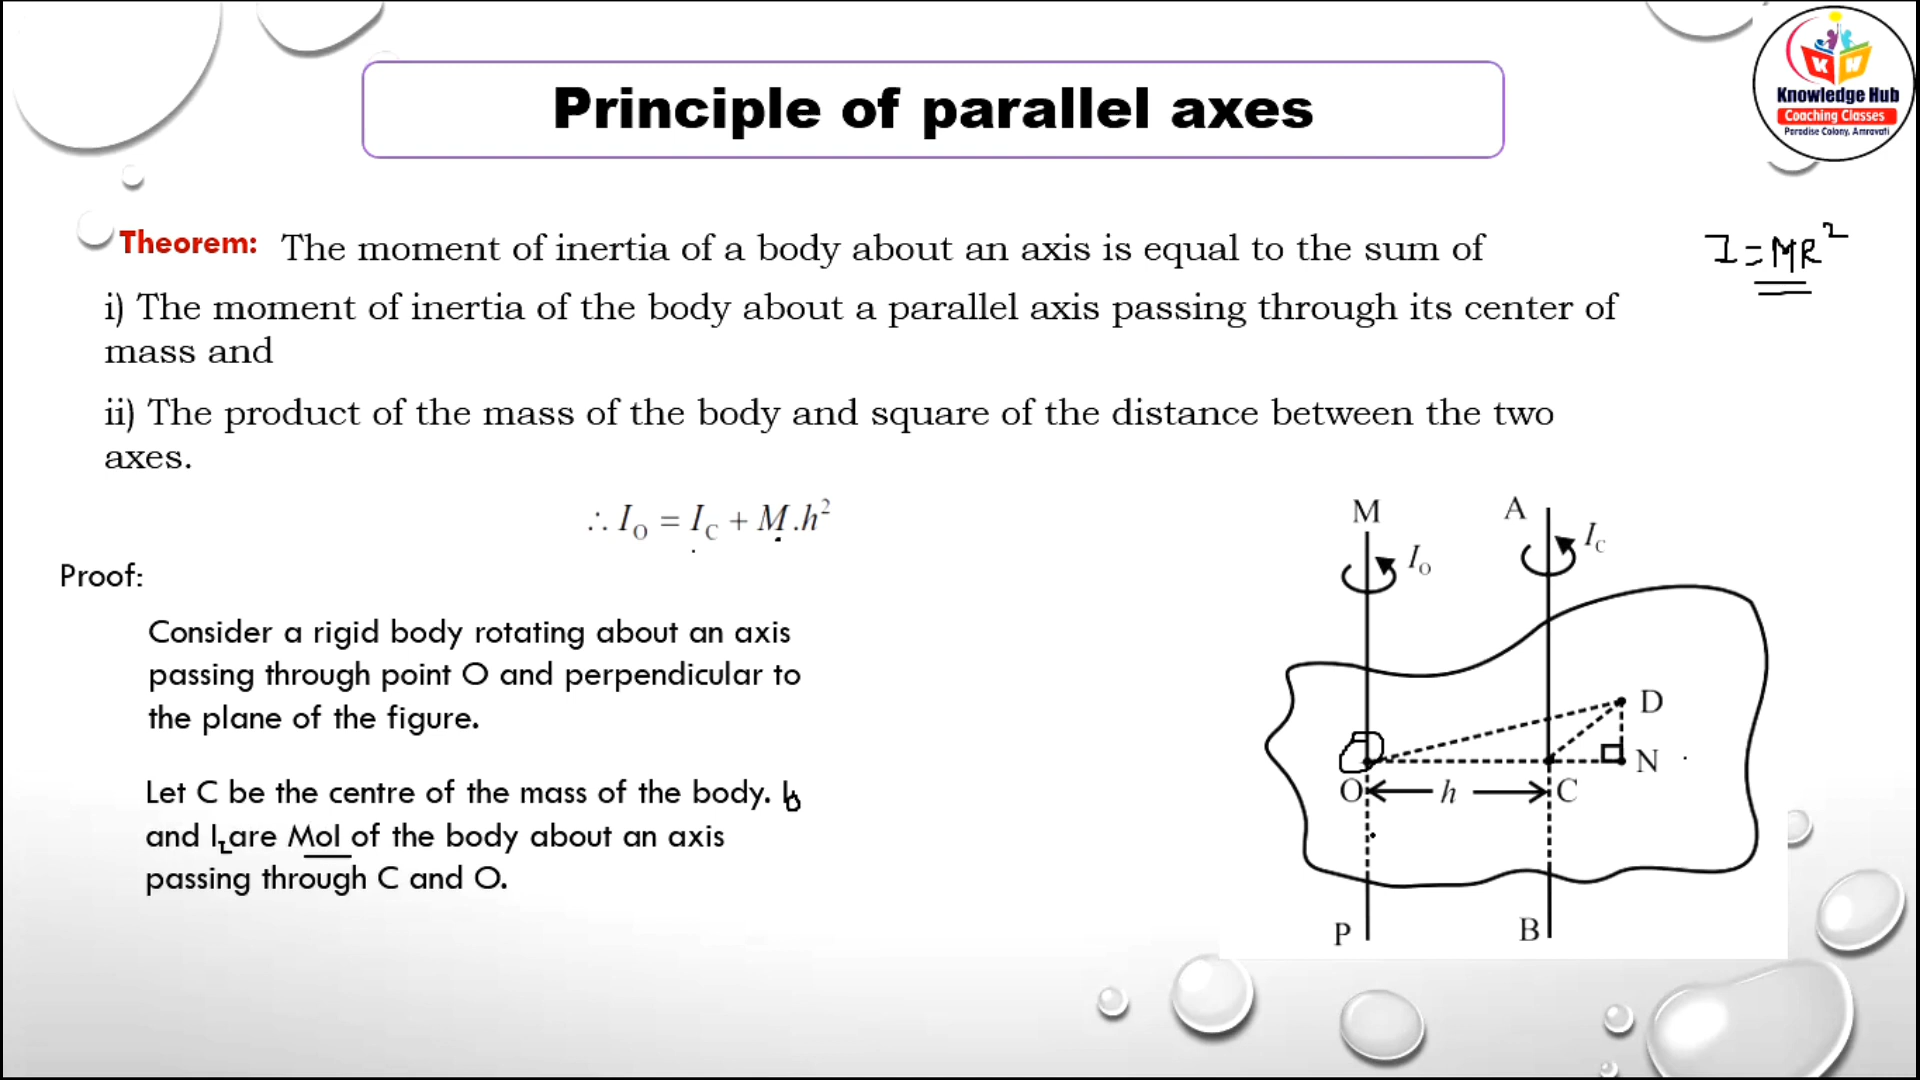 Principle of parallel axes
Knowledge Hub
Coaching Classes
Paradise Colony, Amravati
Theorem: The moment of inertia of a body about an axis is equal to the sum of
I = MR²
i) The moment of inertia of the body about a parallel axis passing through its center of
mass and
ii) The product of the mass of the body and square of the distance between the two
axes.
∴ I_O = I_C + M.h²
Proof:
Consider a rigid body rotating about an axis
passing through point O and perpendicular to
the plane of the figure.
Let C be the centre of the mass of the body. I₀
and I are MoI of the body about an axis
passing through C and O.
M
A
I_O
I_C
D
N
O
h
C
P
B
K H